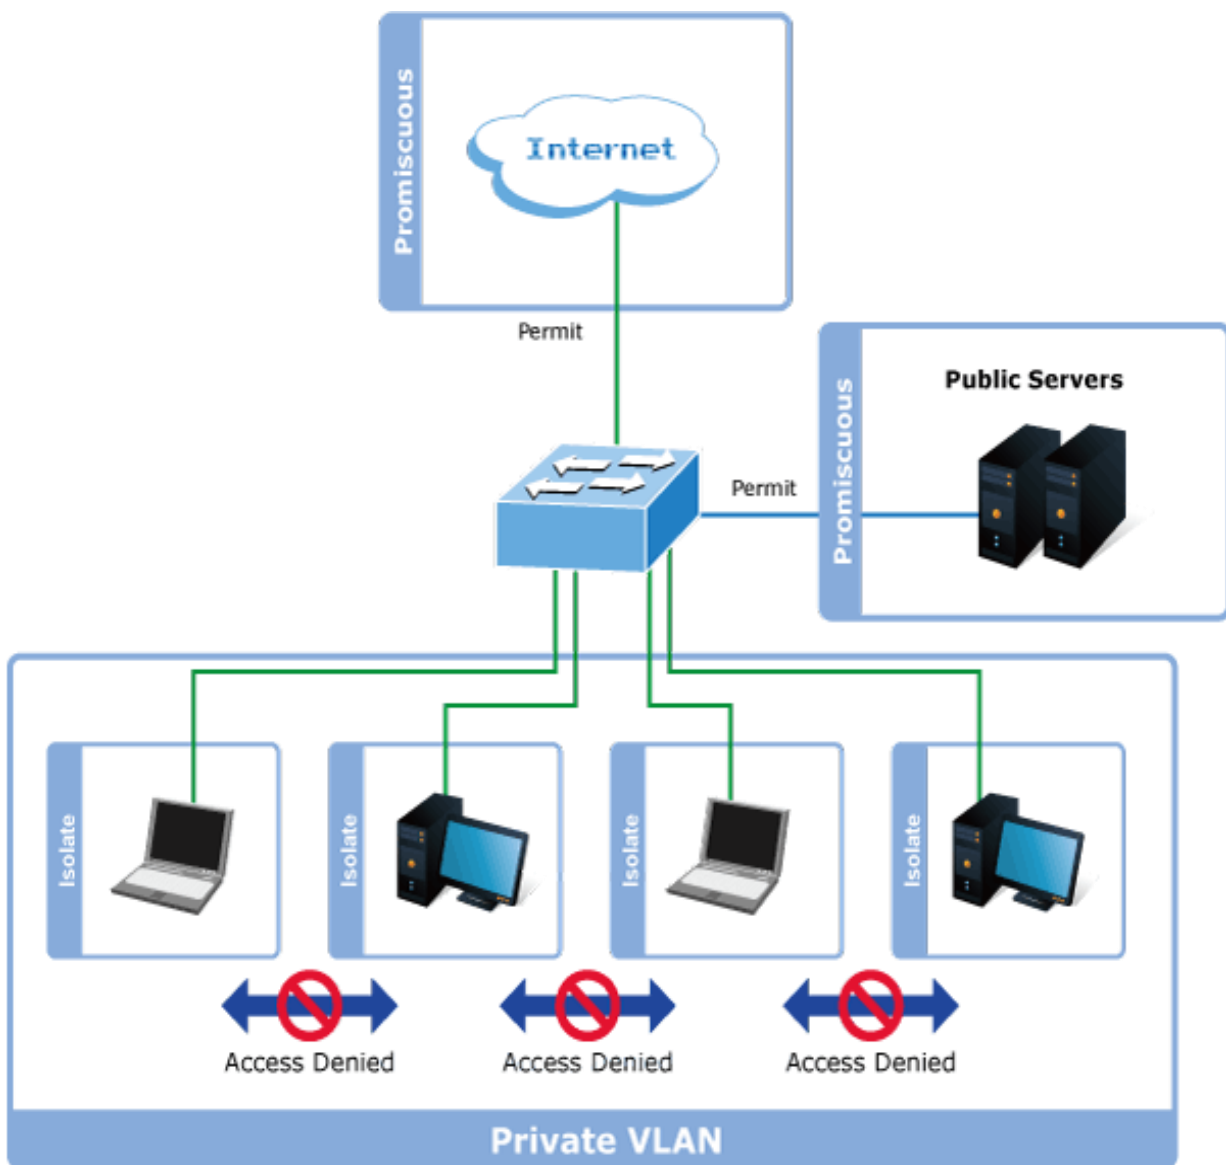 Promiscuous
Internet
Permit
Promiscuous
Public Servers
Permit
Isolate
Isolate
Isolate
Isolate
Access Denied
Access Denied
Access Denied
Private VLAN